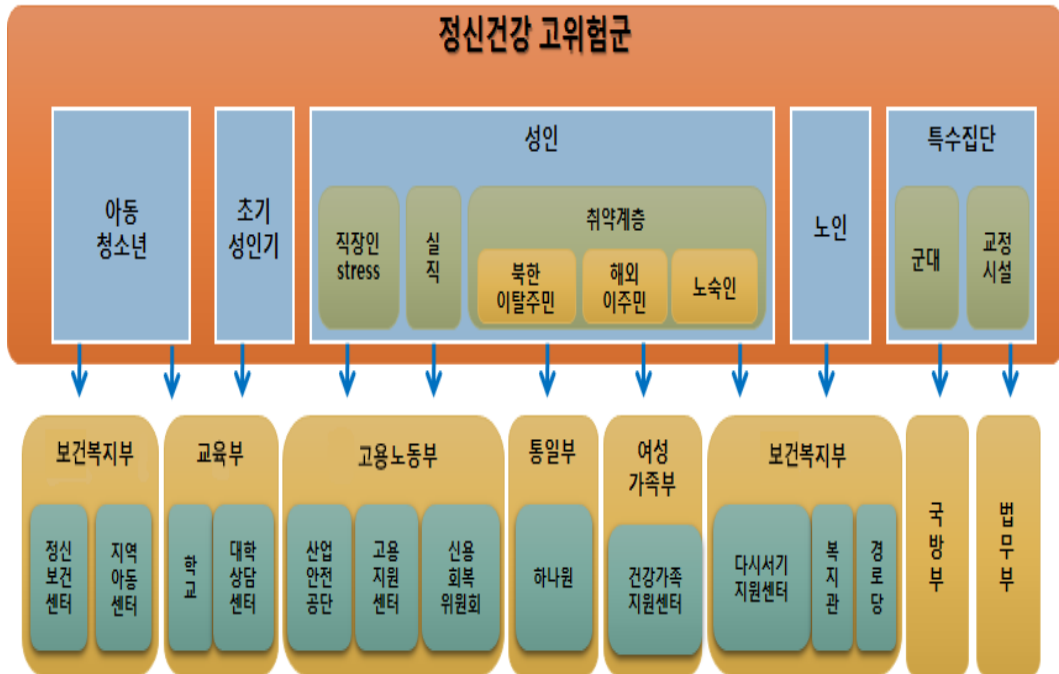 정신건강 고위험군
아동
청소년
초기
성인기
성인
직장인
stress
실
직
취약계층
북한
이탈주민
해외
이주민
노숙인
노인
특수집단
군대
교정
시설
보건복지부
정신
보건
센터
지역
아동
센터
교육부
학
교
대학
상담
센터
고용노동부
산업
안전
공단
고용
지원
센터
신용
회복
위원회
통일부
하나원
여성
가족부
건강가족
지원센터
보건복지부
다시서기
지원센터
복
지
관
경
로
당
국
방
부
법
무
부